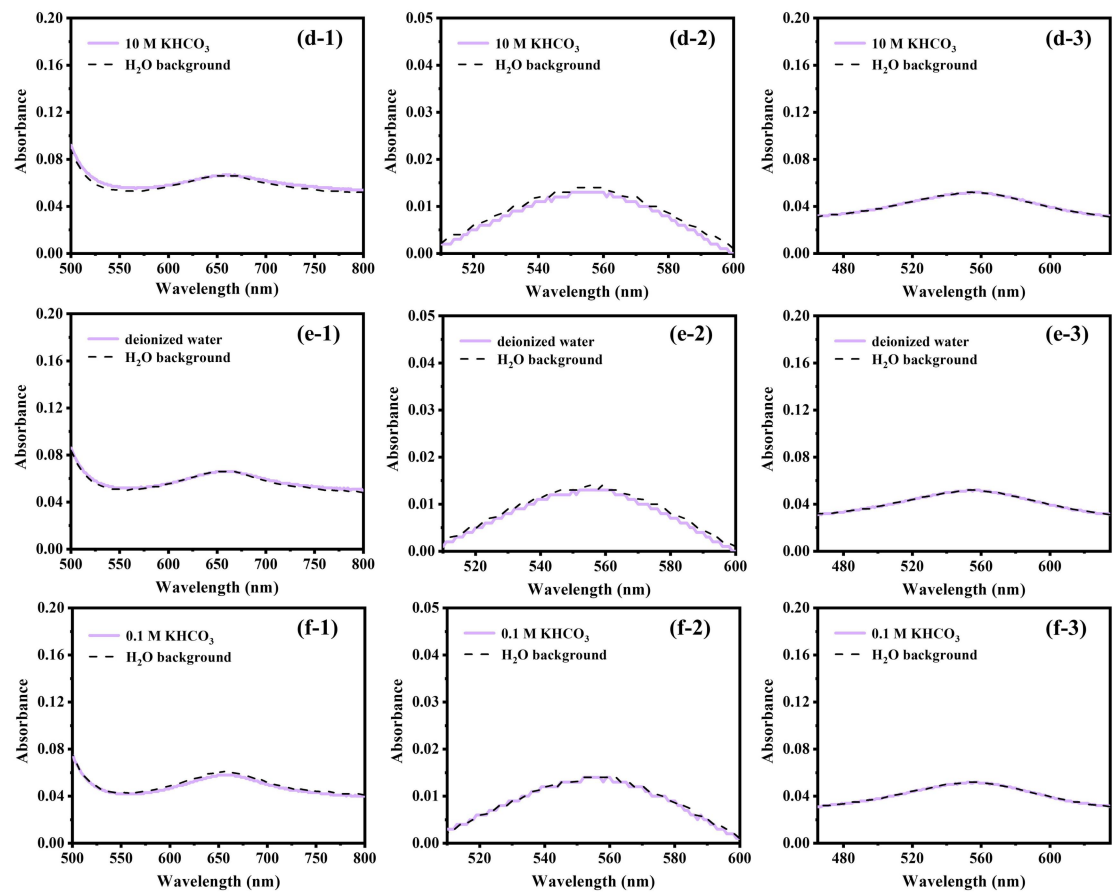 (d-1)
10 M KHCO₃
H₂O background
Absorbance
0.20
0.16
0.12
0.08
0.04
0.00
500 550 600 650 700 750 800
Wavelength (nm)
(d-2)
10 M KHCO₃
H₂O background
Absorbance
0.05
0.04
0.03
0.02
0.01
0.00
520 540 560 580 600
Wavelength (nm)
(d-3)
10 M KHCO₃
H₂O background
Absorbance
0.20
0.16
0.12
0.08
0.04
0.00
480 520 560 600
Wavelength (nm)
(e-1)
deionized water
H₂O background
Absorbance
0.20
0.16
0.12
0.08
0.04
0.00
500 550 600 650 700 750 800
Wavelength (nm)
(e-2)
deionized water
H₂O background
Absorbance
0.05
0.04
0.03
0.02
0.01
0.00
520 540 560 580 600
Wavelength (nm)
(e-3)
deionized water
H₂O background
Absorbance
0.20
0.16
0.12
0.08
0.04
0.00
480 520 560 600
Wavelength (nm)
(f-1)
0.1 M KHCO₃
H₂O background
Absorbance
0.20
0.16
0.12
0.08
0.04
0.00
500 550 600 650 700 750 800
Wavelength (nm)
(f-2)
0.1 M KHCO₃
H₂O background
Absorbance
0.05
0.04
0.03
0.02
0.01
0.00
520 540 560 580 600
Wavelength (nm)
(f-3)
0.1 M KHCO₃
H₂O background
Absorbance
0.20
0.16
0.12
0.08
0.04
0.00
480 520 560 600
Wavelength (nm)